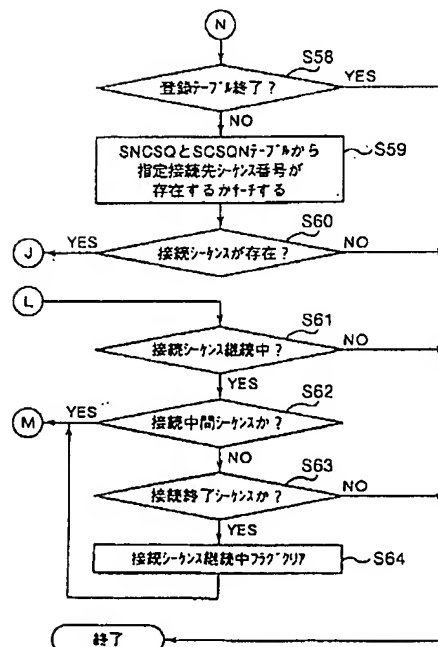 N
S58
登録テーブル終了?
YES
NO
SNCSQとSCSQNテーブルから
指定接続先シーケンス番号が
存在するかサーチする
S59
S60
J
YES
接続シーケンスが存在?
NO
L
S61
接続シーケンス継続中?
NO
YES
S62
M
YES
接続中間シーケンスか?
NO
S63
接続終了シーケンスか?
NO
YES
接続シーケンス継続中フラグクリア
S64
終了